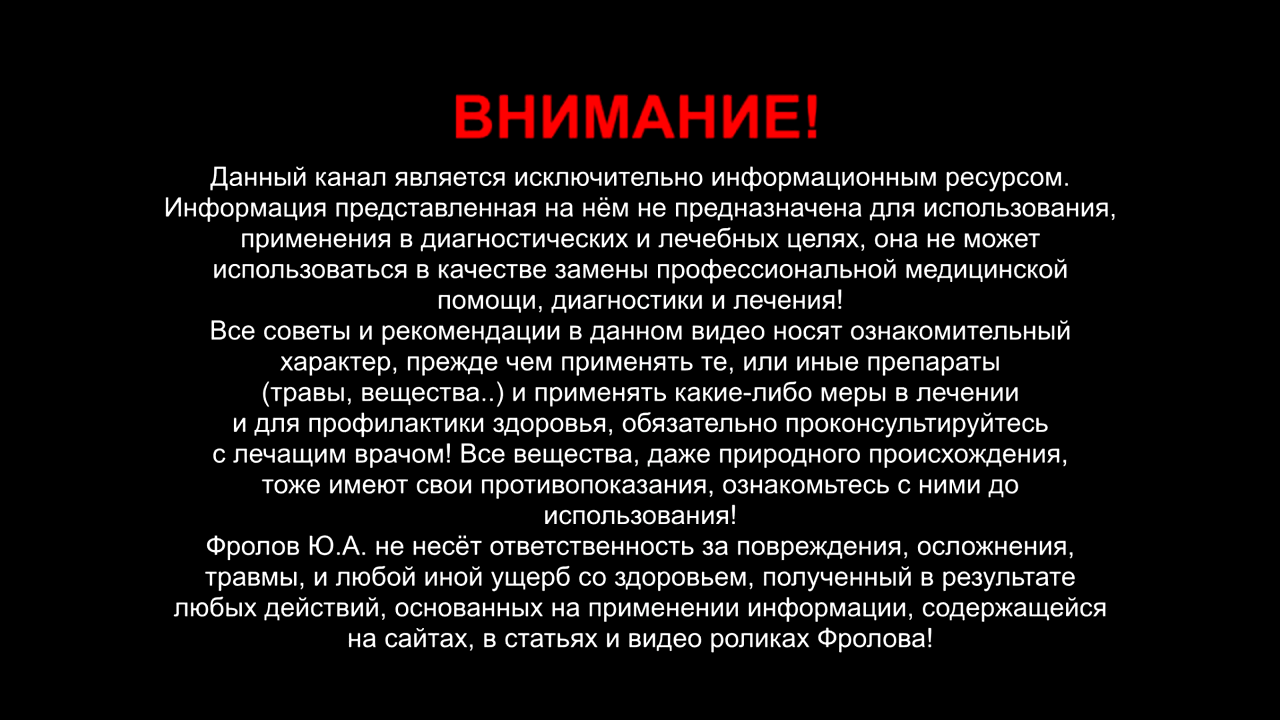 ВНИМАНИЕ!
Данный канал является исключительно информационным ресурсом.
Информация представленная на нём не предназначена для использования,
применения в диагностических и лечебных целях, она не может
использоваться в качестве замены профессиональной медицинской
помощи, диагностики и лечения!
Все советы и рекомендации в данном видео носят ознакомительный
характер, прежде чем применять те, или иные препараты
(травы, вещества..) и применять какие-либо меры в лечении
и для профилактики здоровья, обязательно проконсультируйтесь
с лечащим врачом! Все вещества, даже природного происхождения,
тоже имеют свои противопоказания, ознакомьтесь с ними до
использования!
Фролов Ю.А. не несёт ответственность за повреждения, осложнения,
травмы, и любой иной ущерб со здоровьем, полученный в результате
любых действий, основанных на применении информации, содержащейся
на сайтах, в статьях и видео роликах Фролова!